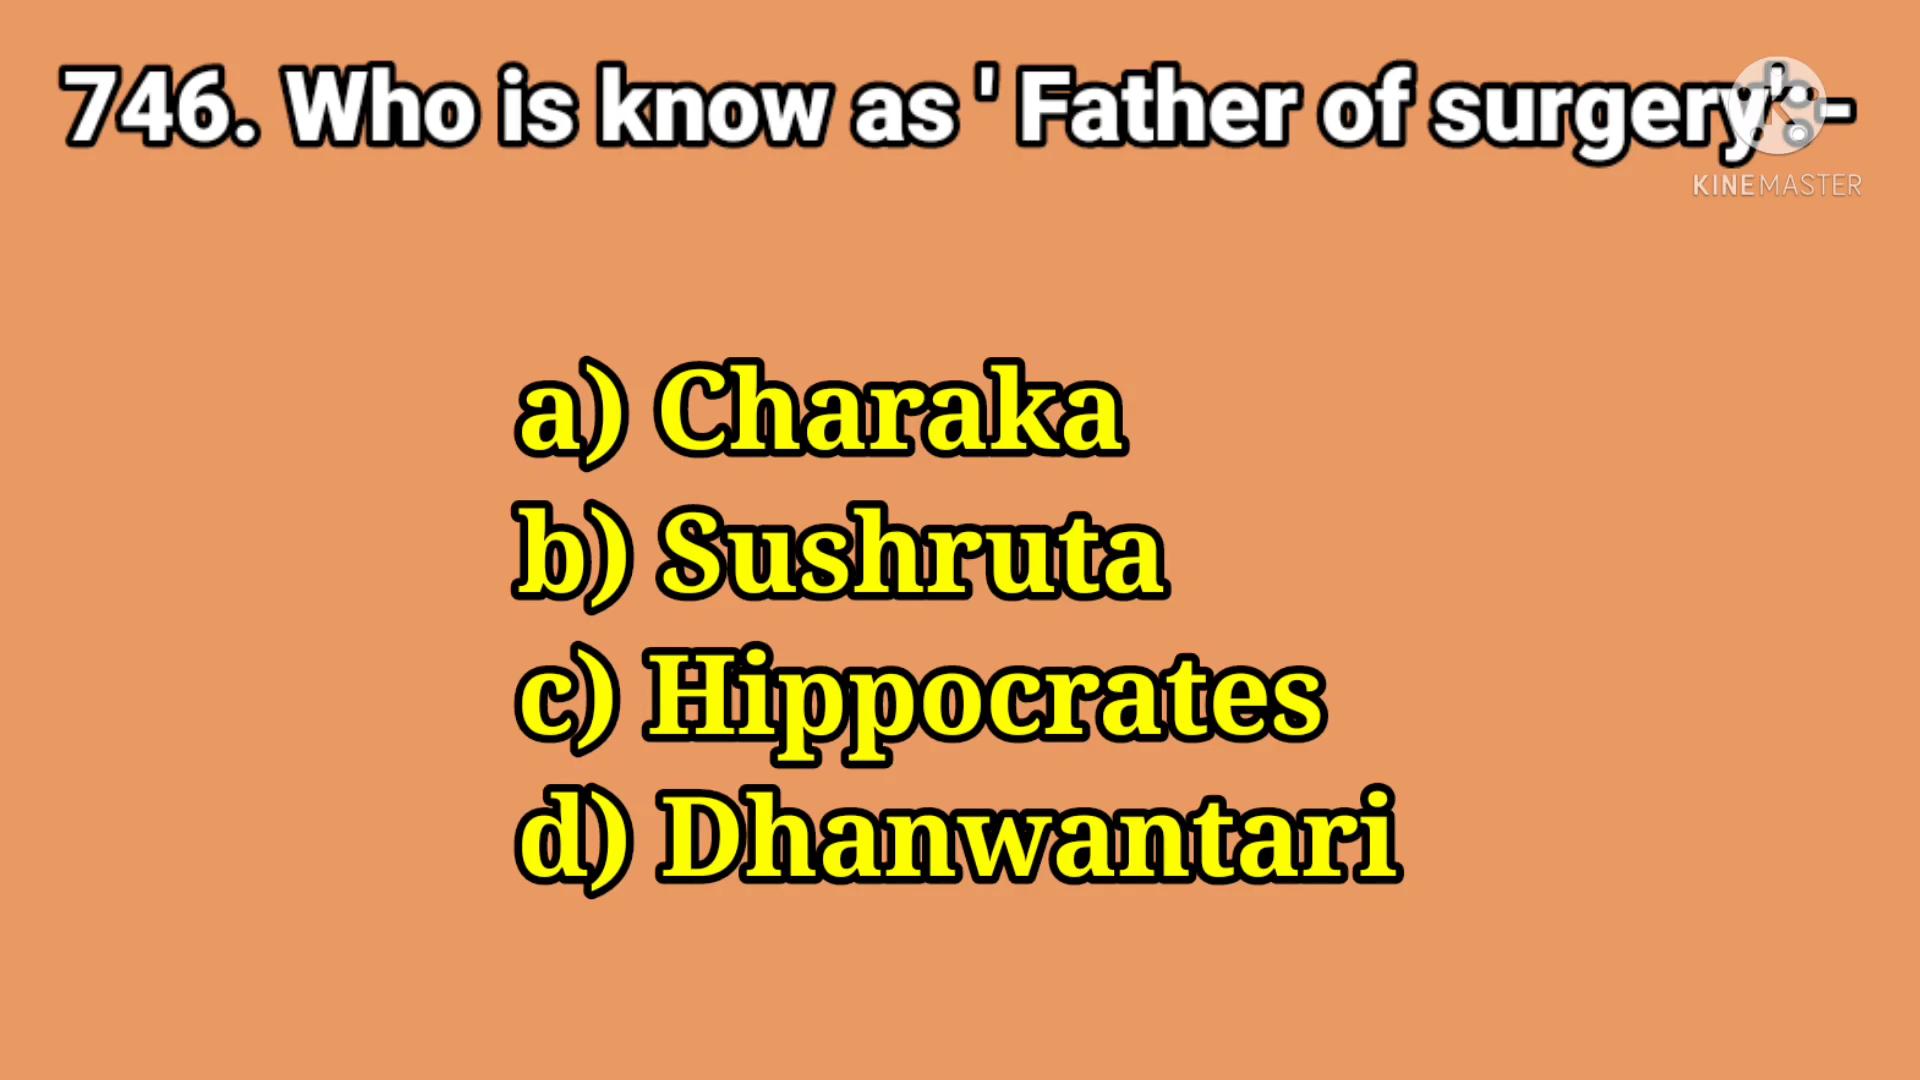 746. Who is know as ' Father of surgery':-
KINEMASTER
a) Charaka
b) Sushruta
c) Hippocrates
d) Dhanwantari